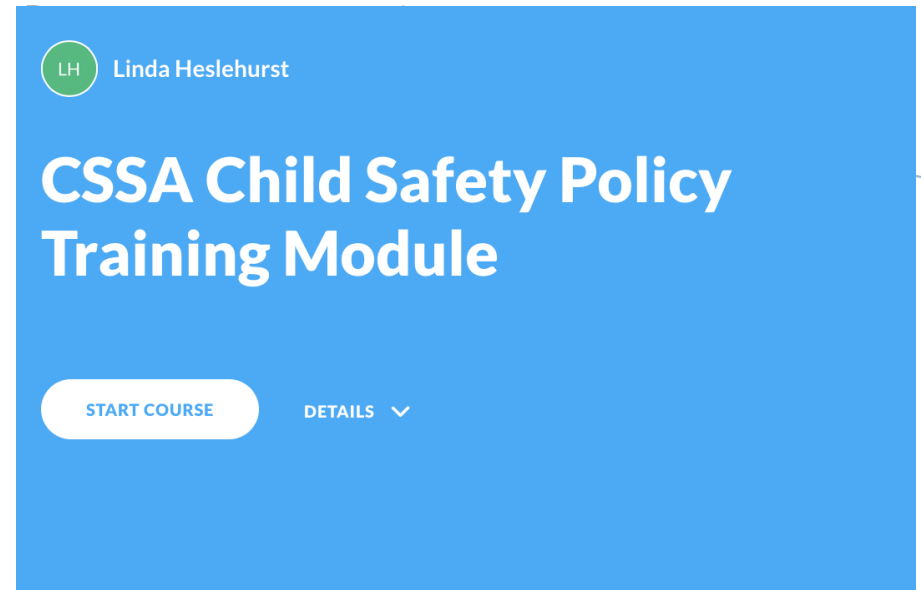 LH Linda Heslehurst
CSSA Child Safety Policy
Training Module
START COURSE DETAILS